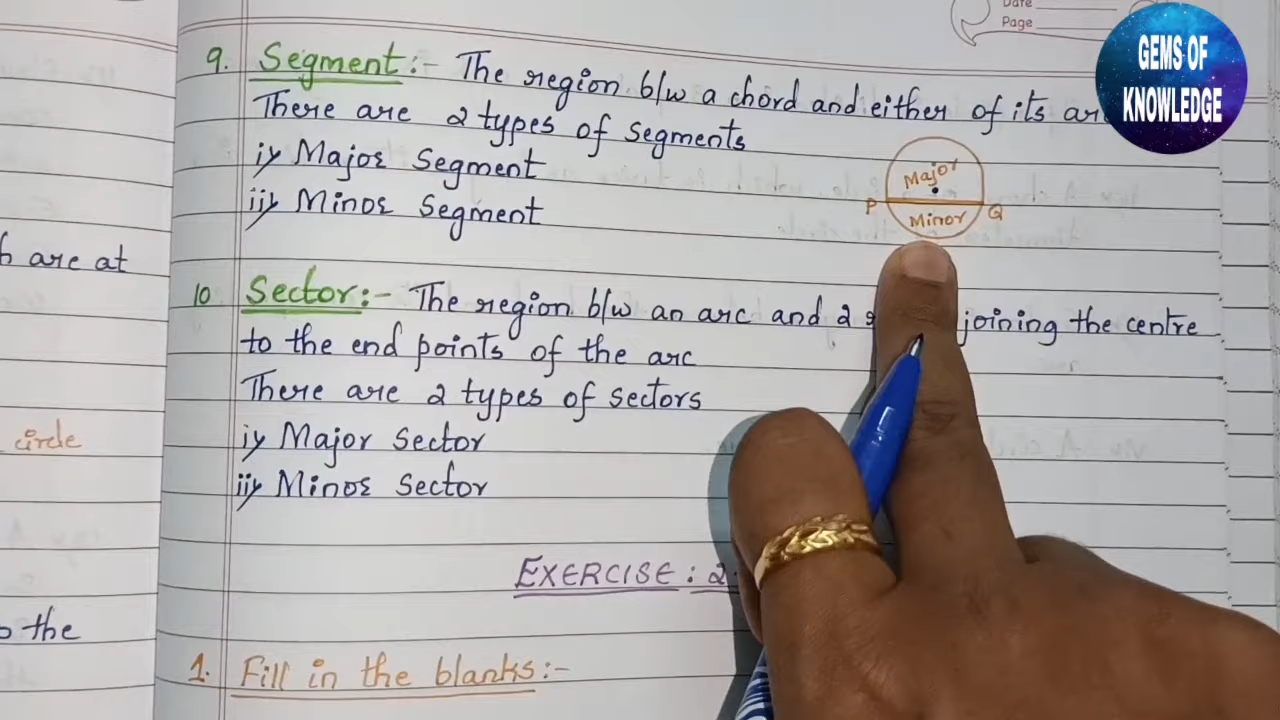 Date
Page
GEMS OF
KNOWLEDGE
9. Segment:- The region b/w a chord and either of its
There are 2 types of segments
i) Major Segment
ii) Minor Segment
Major
P Q
Minor
are at
10 Sector:- The region b/w an arc and 2 joining the centre
to the end points of the arc
There are 2 types of sectors
i) Major Sector
circle
ii) Minor Sector
EXERCISE: 2
the
1. Fill in the blanks:-